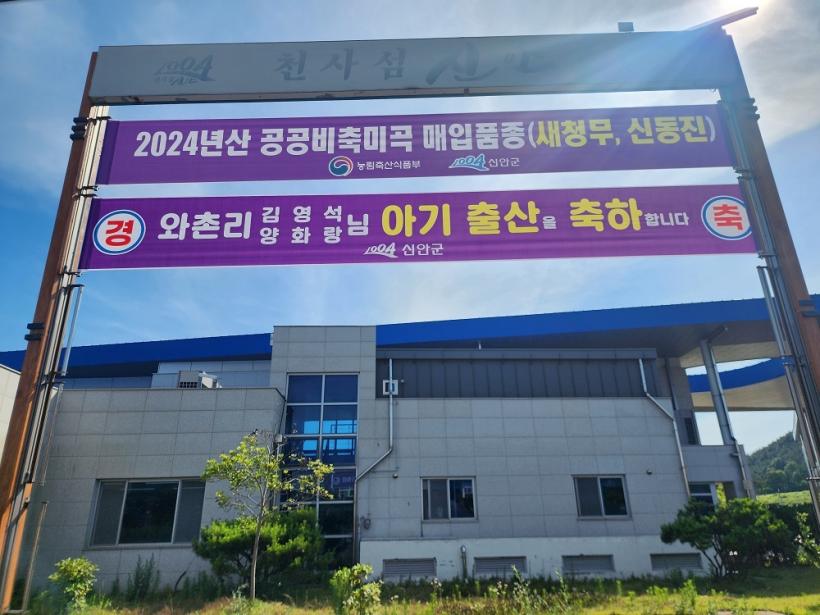 1004 천사섬 신안
2024년산 공공비축미곡 매입품종(새청무, 신동진)
농림축산식품부 1004 신안군
경 와촌리 김영석 양화랑 님 아기 출산을 축하합니다 축
1004 신안군